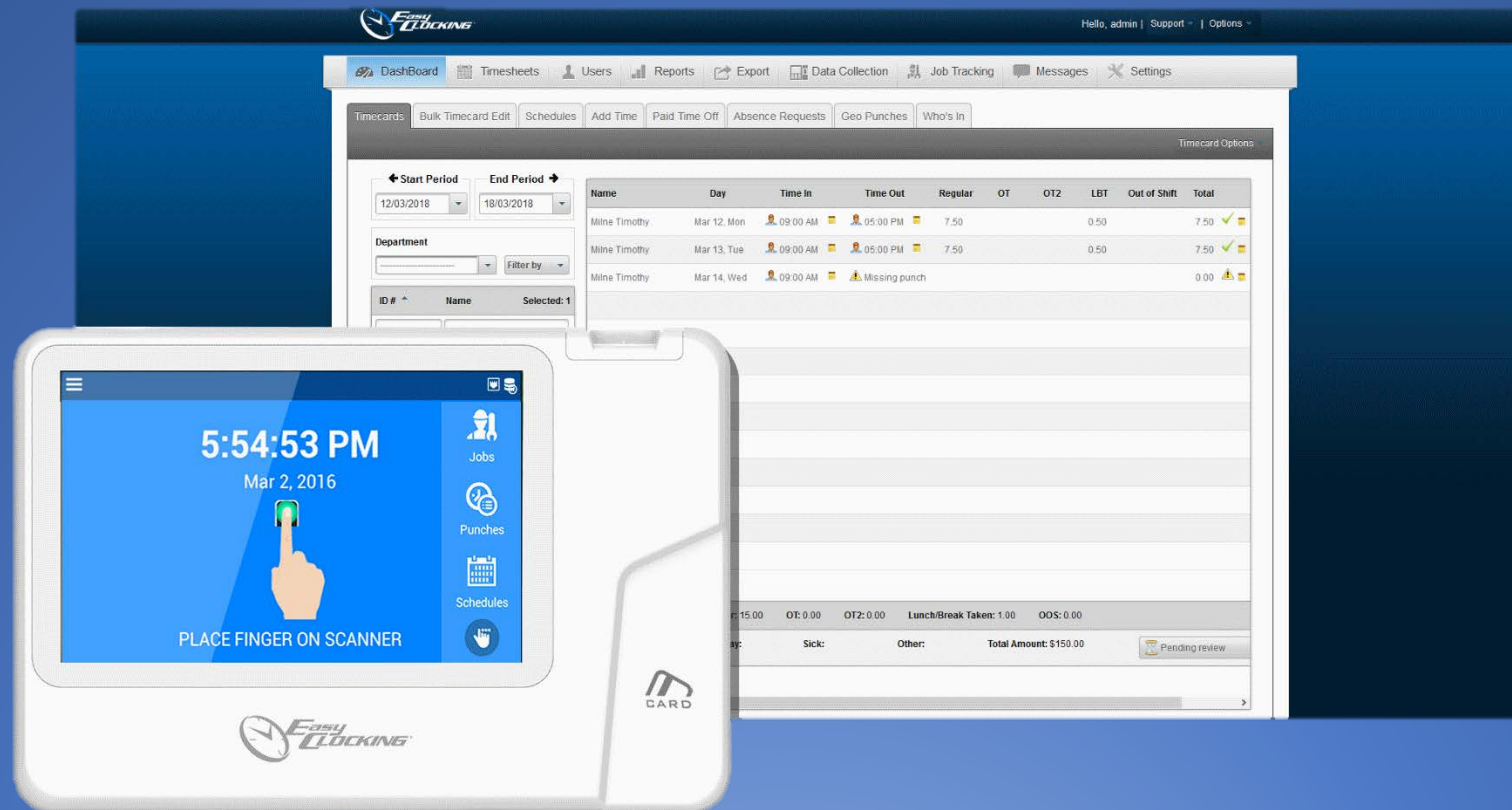 Easy Clocking
Hello, admin | Support | Options
DashBoard Timesheets Users Reports Export Data Collection Job Tracking Messages Settings
Timecards Bulk Timecard Edit Schedules Add Time Paid Time Off Absence Requests Geo Punches Who's In
Timecard Options
Start Period End Period
12/03/2018 18/03/2018
Department
Filter by
ID # Name Selected: 1
Name Day Time In Time Out Regular OT OT2 LBT Out of Shift Total
Milne Timothy Mar 12, Mon 09:00 AM 05:00 PM 7.50 0.50 7.50
Milne Timothy Mar 13, Tue 09:00 AM 05:00 PM 7.50 0.50 7.50
Milne Timothy Mar 14, Wed 09:00 AM Missing punch 0.00
15.00 OT: 0.00 OT2: 0.00 Lunch/Break Taken: 1.00 OOS: 0.00
Sick: Other: Total Amount: $150.00 Pending review
5:54:53 PM
Mar 2, 2016
PLACE FINGER ON SCANNER
Jobs
Punches
Schedules
CARD
Easy Clocking